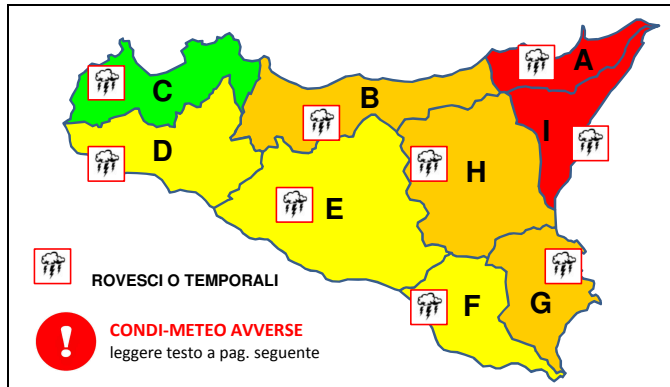 A
C
B
I
D
H
E
ROVESCI O TEMPORALI
F
G
!
CONDI-METEO AVVERSE
leggere testo a pag. seguente